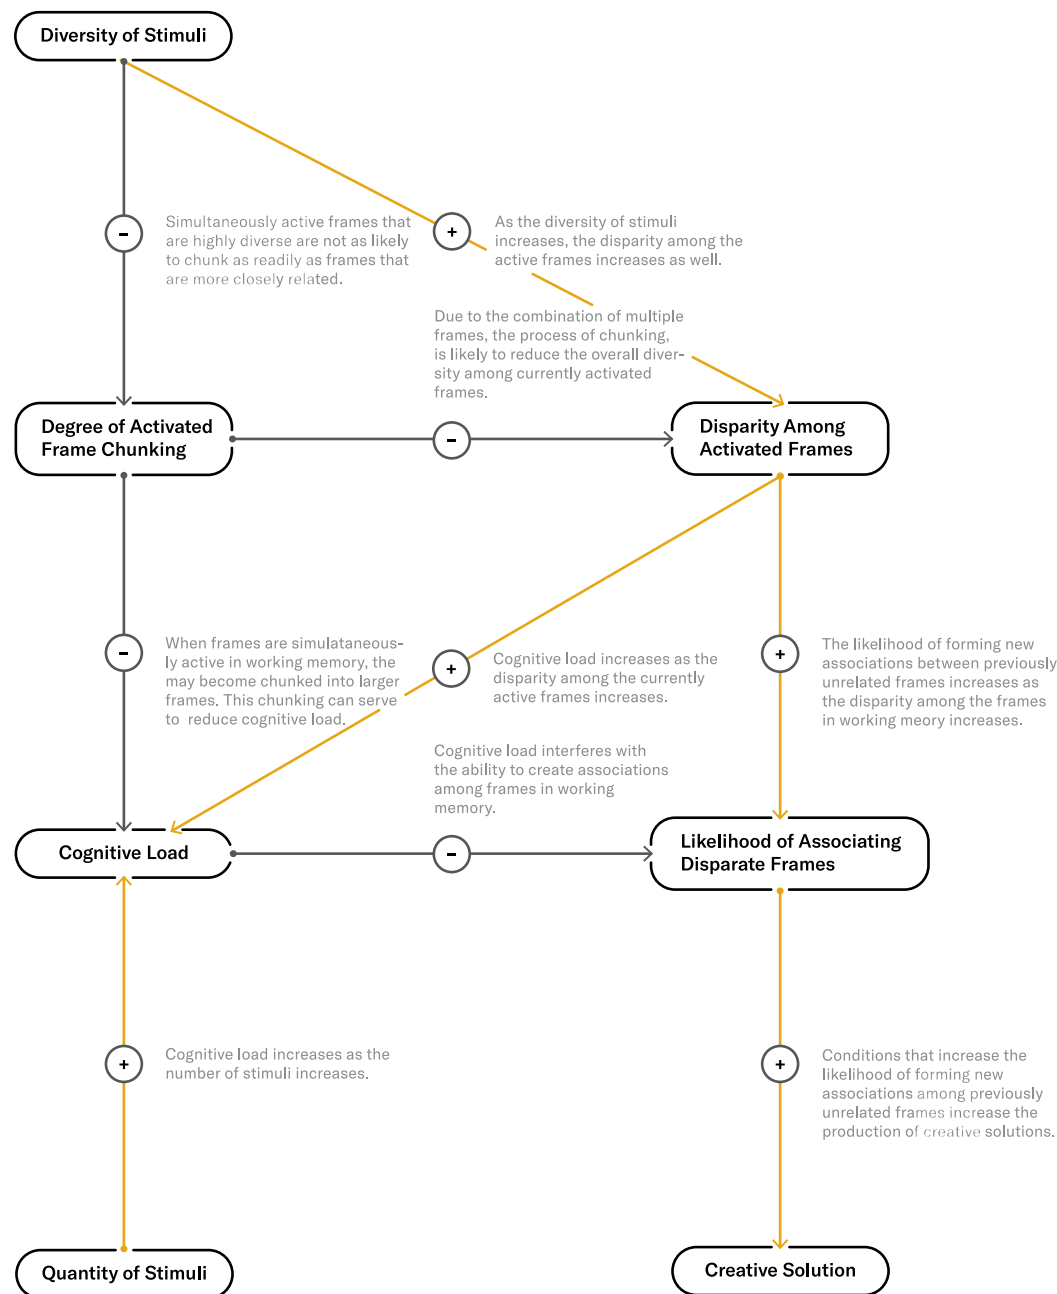 Diversity of Stimuli
−
Simultaneously active frames that
are highly diverse are not as likely
to chunk as readily as frames that
are more closely related.
+
As the diversity of stimuli
increases, the disparity among the
active frames increases as well.
Due to the combination of multiple
frames, the process of chunking,
is likely to reduce the overall diver-
sity among currently activated
frames.
Degree of Activated
Frame Chunking
−
Disparity Among
Activated Frames
−
When frames are simulataneous-
ly active in working memory, the
may become chunked into larger
frames. This chunking can serve
to reduce cognitive load.
+
Cognitive load increases as the
disparity among the currently
active frames increases.
+
The likelihood of forming new
associations between previously
unrelated frames increases as
the disparity among the frames
in working meory increases.
Cognitive load interferes with
the ability to create associations
among frames in working
memory.
Cognitive Load
−
Likelihood of Associating
Disparate Frames
+
Cognitive load increases as the
number of stimuli increases.
+
Conditions that increase the
likelihood of forming new
associations among previously
unrelated frames increase the
production of creative solutions.
Quantity of Stimuli
Creative Solution